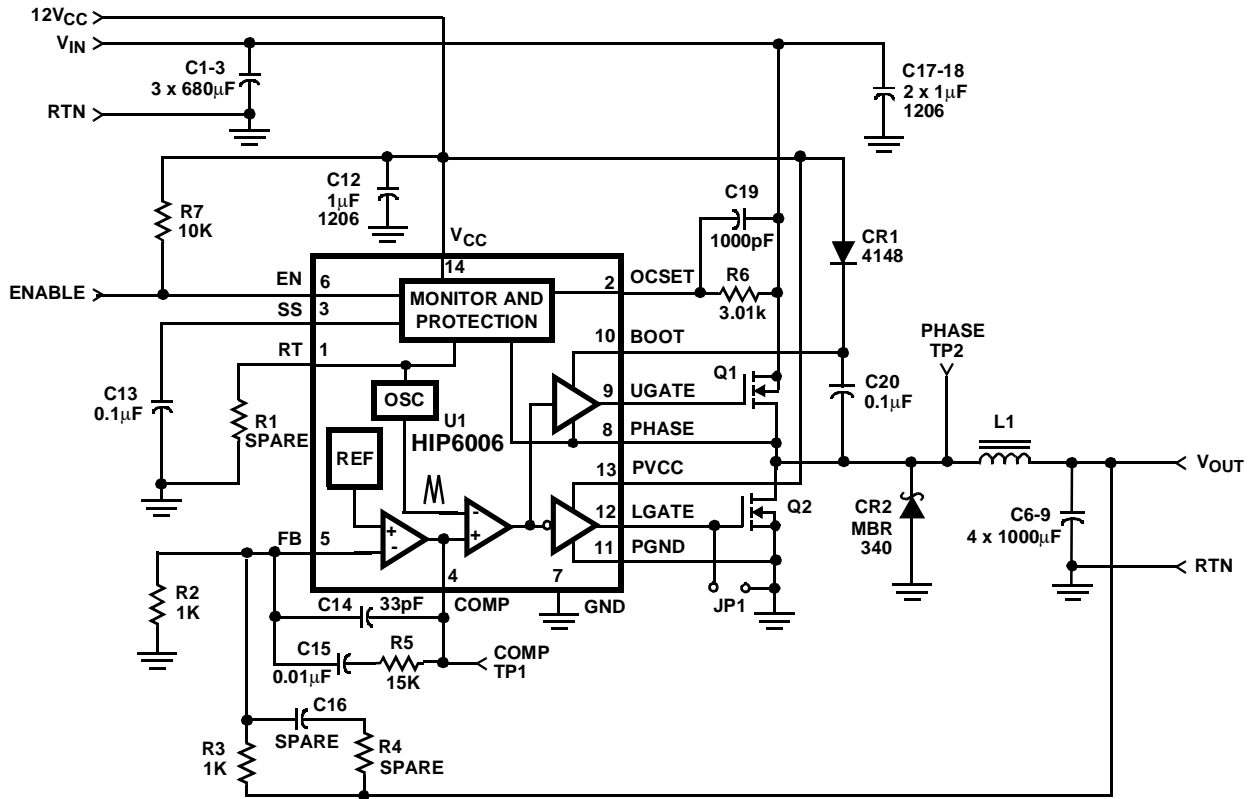 12VCC
VIN
C1-3
3 x 680µF
RTN
C17-18
2 x 1µF
1206
C12
1µF
1206
R7
10K
VCC
14
C19
1000pF
CR1
4148
ENABLE
EN
6
SS
3
RT
1
MONITOR AND
PROTECTION
2
OCSET
R6
3.01k
10
BOOT
PHASE
TP2
C13
0.1µF
R1
SPARE
OSC
U1
HIP6006
REF
9
UGATE
Q1
8
PHASE
C20
0.1µF
L1
VOUT
13
PVCC
12
LGATE
Q2
11
PGND
CR2
MBR
340
C6-9
4 x 1000µF
RTN
+
-
-
+
FB
5
4
COMP
7
GND
JP1
R2
1K
C14
33pF
C15
0.01µF
R5
15K
COMP
TP1
C16
SPARE
R3
1K
R4
SPARE